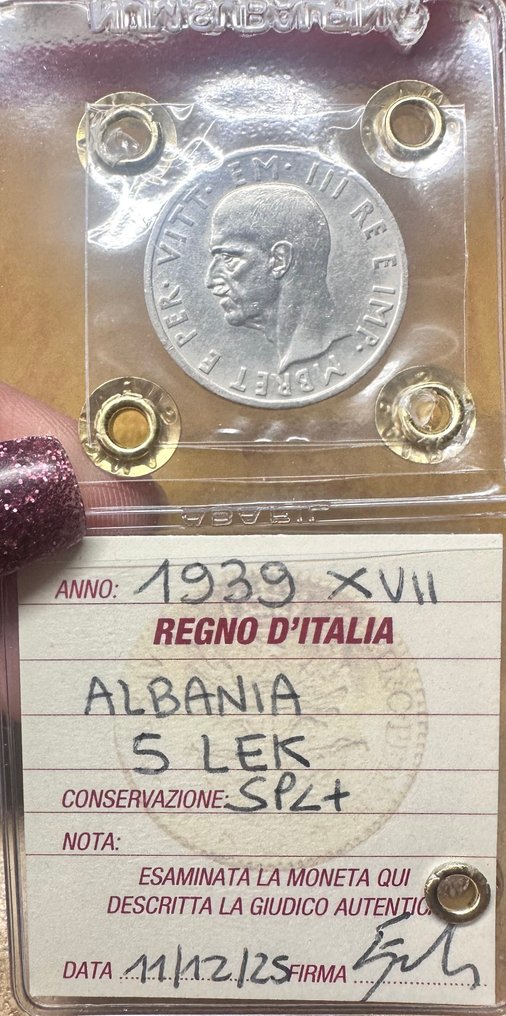 VITT · EM · III RE E IMP · MBRET E PER ·
ANNO: 1939 XVII
REGNO D'ITALIA
ALBANIA
5 LEK
CONSERVAZIONE: SPL+
NOTA:
ESAMINATA LA MONETA QUI
DESCRITTA LA GIUDICO AUTENTIC
DATA 11/12/25 FIRMA